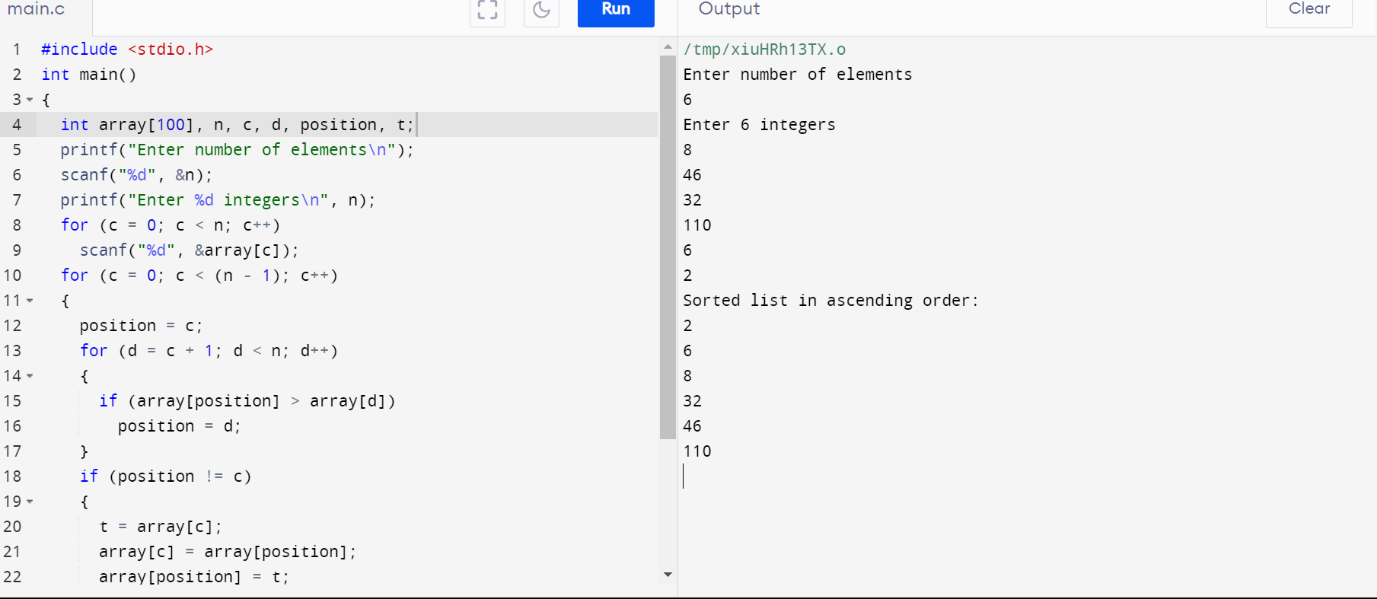 main.c
Run
Output
Clear
1 #include <stdio.h>
2 int main()
3 {
4 int array[100], n, c, d, position, t;
5 printf("Enter number of elements\n");
6 scanf("%d", &n);
7 printf("Enter %d integers\n", n);
8 for (c = 0; c < n; c++)
9 scanf("%d", &array[c]);
10 for (c = 0; c < (n - 1); c++)
11 {
12 position = c;
13 for (d = c + 1; d < n; d++)
14 {
15 if (array[position] > array[d])
16 position = d;
17 }
18 if (position != c)
19 {
20 t = array[c];
21 array[c] = array[position];
22 array[position] = t;
/tmp/xiuHRh13TX.o
Enter number of elements
6
Enter 6 integers
8
46
32
110
6
2
Sorted list in ascending order:
2
6
8
32
46
110